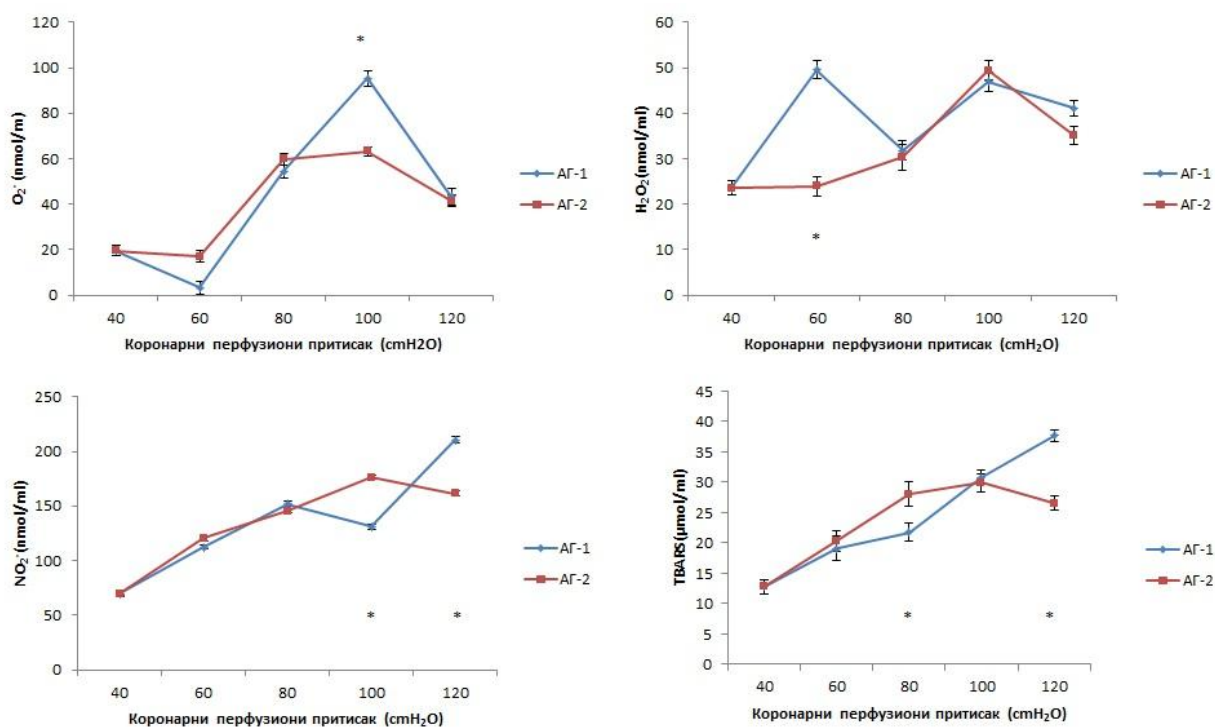 O₂⁻ (nmol/m)
120
100
80
60
40
20
0
*
40 60 80 100 120
Коронарни перфузиони притисак (cmH2O)
АГ-1
АГ-2
H₂O₂ (nmol/ml)
60
50
40
30
20
10
0
*
40 60 80 100 120
Коронарни перфузиони притисак (cmH₂O)
АГ-1
АГ-2
NO₂⁻ (nmol/ml)
250
200
150
100
50
0
* *
40 60 80 100 120
Коронарни перфузиони притисак (cmH₂O)
АГ-1
АГ-2
TBARS(µmol/ml)
45
40
35
30
25
20
15
10
5
0
* *
40 60 80 100 120
Коронарни перфузиони притисак (cmH₂O)
АГ-1
АГ-2